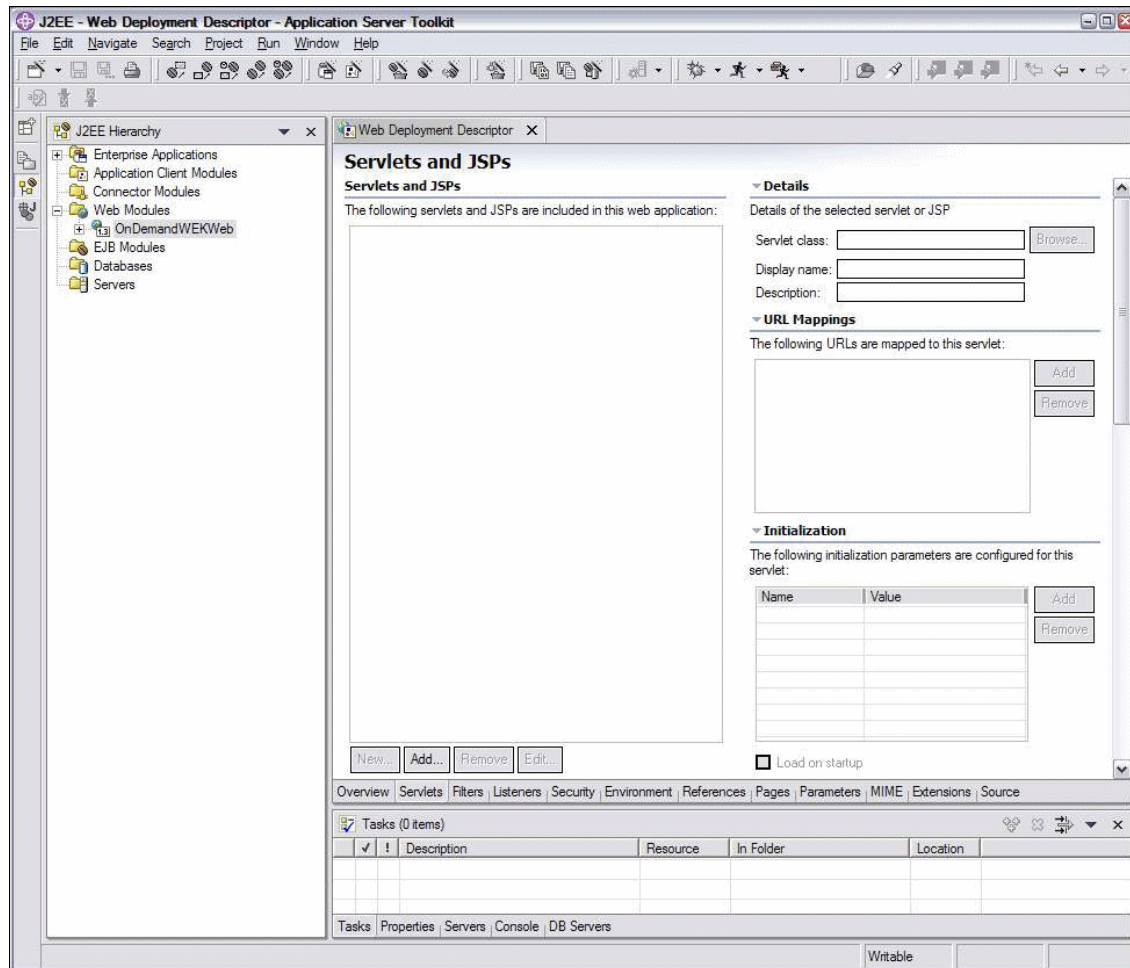 J2EE - Web Deployment Descriptor - Application Server Toolkit
File Edit Navigate Search Project Run Window Help
J2EE Hierarchy
Enterprise Applications
Application Client Modules
Connector Modules
Web Modules
1.3 OnDemandWEKWeb
EJB Modules
Databases
Servers
Web Deployment Descriptor
Servlets and JSPs
Servlets and JSPs
The following servlets and JSPs are included in this web application:
New... Add... Remove Edit...
Details
Details of the selected servlet or JSP
Servlet class: Browse...
Display name:
Description:
URL Mappings
The following URLs are mapped to this servlet:
Add
Remove
Initialization
The following initialization parameters are configured for this
servlet:
Name Value
Add
Remove
Load on startup
Overview Servlets Filters Listeners Security Environment References Pages Parameters MIME Extensions Source
Tasks (0 items)
! Description Resource In Folder Location
Tasks Properties Servers Console DB Servers
Writable